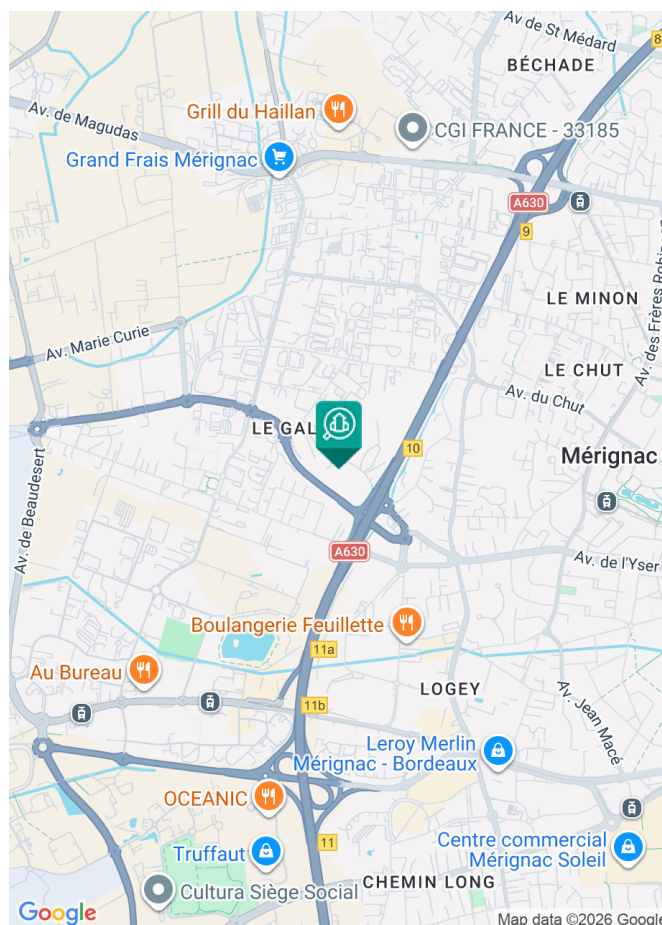 Av de St Médard
8
BÉCHADE
Grill du Haillan
Av. de Magudas
CGI FRANCE - 33185
Grand Frais Mérignac
A630
9
Av. des Frères Robinson
LE MINON
Av. Marie Curie
LE CHUT
Av. du Chut
LE GAL
10
Mérignac
Av. de Beaudesert
A630
Av. de l'Yser
Boulangerie Feuillette
11a
Au Bureau
LOGEY
Av. Jean Macé
11b
Leroy Merlin
Mérignac - Bordeaux
OCEANIC
11
Truffaut
Centre commercial
Mérignac Soleil
CHEMIN LONG
Cultura Siège Social
Google
Map data ©2026 Google